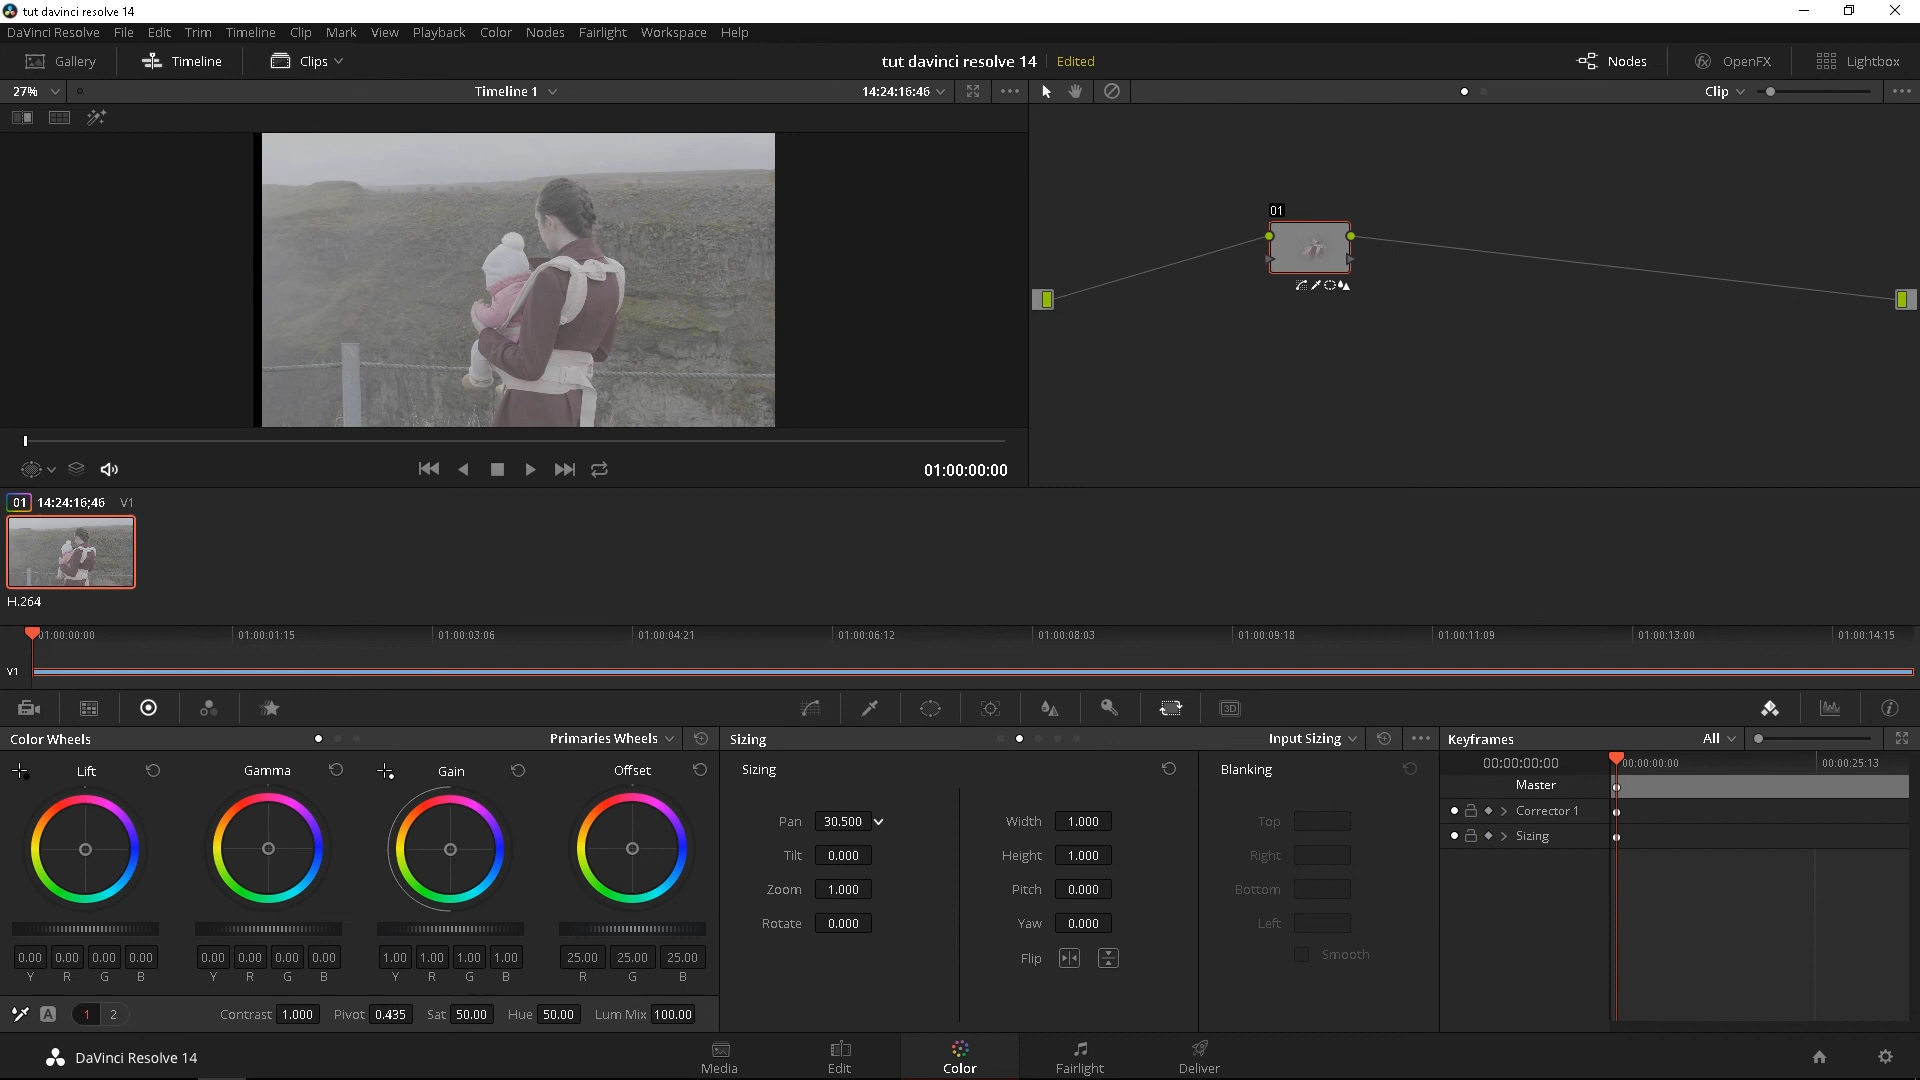 tut davinci resolve 14
DaVinci Resolve File Edit Trim Timeline Clip Mark View Playback Color Nodes Fairlight Workspace Help
Gallery Timeline Clips tut davinci resolve 14 Edited Nodes OpenFX Lightbox
27% Timeline 1 14:24:16:46 Clip
01
01:00:00:00
01 14:24:16;46 V1
H.264
01:00:00:00 01:00:01:15 01:00:03:06 01:00:04:21 01:00:06:12 01:00:08:03 01:00:09:18 01:00:11:09 01:00:13:00 01:00:14:15
V1
3D
Color Wheels Primaries Wheels Sizing Input Sizing Keyframes All
Lift Gamma Gain Offset Sizing Blanking 00:00:00:00 00:00:00:00 00:00:25:13
Master
Pan 30.500 Width 1.000 Top Corrector 1
Tilt 0.000 Height 1.000 Right Sizing
Zoom 1.000 Pitch 0.000 Bottom
Rotate 0.000 Yaw 0.000 Left
Flip Smooth
0.00 0.00 0.00 0.00 0.00 0.00 0.00 0.00 1.00 1.00 1.00 1.00 25.00 25.00 25.00
Y R G B Y R G B Y R G B R G B
A 1 2 Contrast 1.000 Pivot 0.435 Sat 50.00 Hue 50.00 Lum Mix 100.00
DaVinci Resolve 14 Media Edit Color Fairlight Deliver